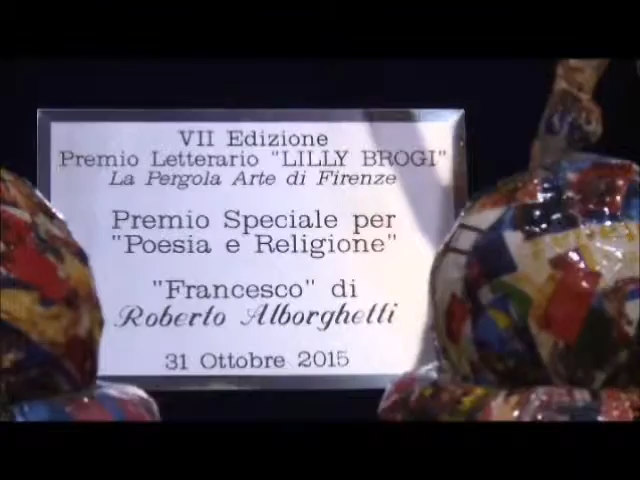 VII Edizione
Premio Letterario "LILLY BROGI"
La Pergola Arte di Firenze
Premio Speciale per
"Poesia e Religione"
"Francesco" di
Roberto Alborghetti
31 Ottobre 2015